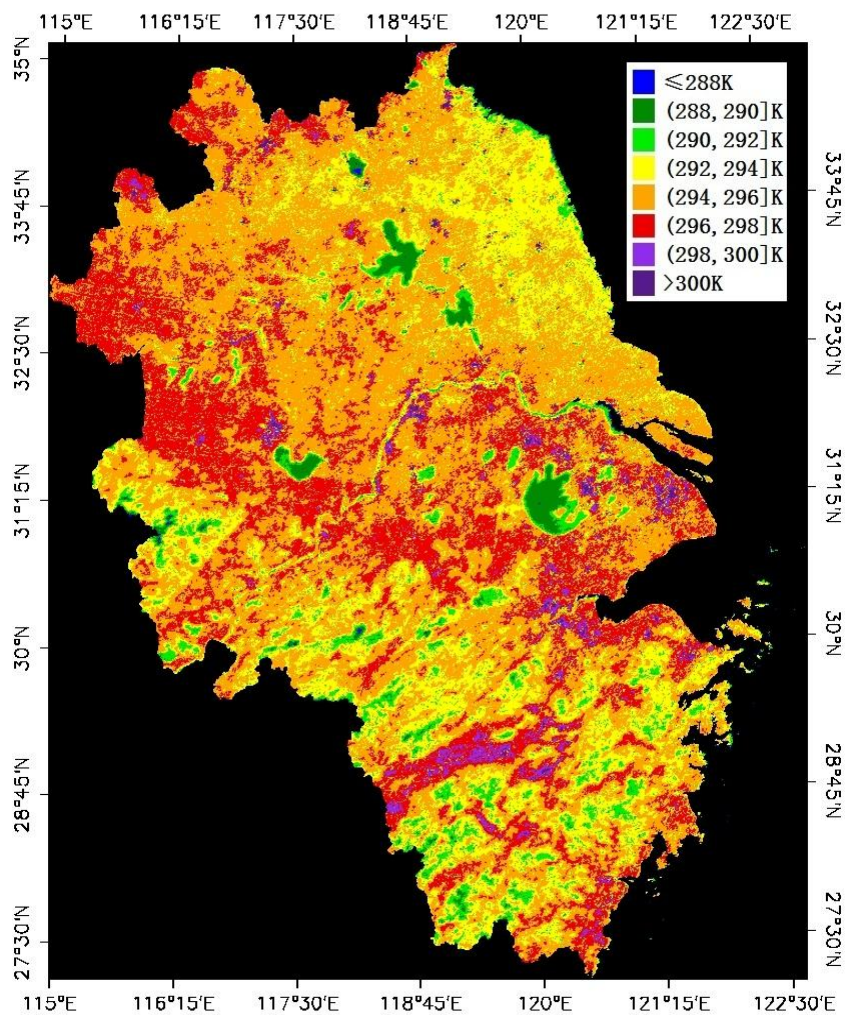 115°E 116°15′E 117°30′E 118°45′E 120°E 121°15′E 122°30′E
35°N
33°45′N
32°30′N
31°15′N
30°N
28°45′N
27°30′N
≤288K
(288, 290]K
(290, 292]K
(292, 294]K
(294, 296]K
(296, 298]K
(298, 300]K
>300K
33°45′N
32°30′N
31°15′N
30°N
28°45′N
27°30′N
115°E 116°15′E 117°30′E 118°45′E 120°E 121°15′E 122°30′E